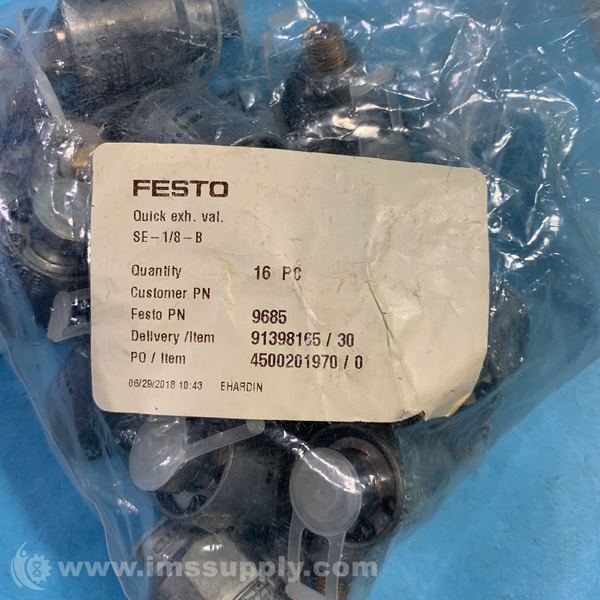 FESTO
Quick exh. val.
SE-1/8-B
Quantity 16 PC
Customer PN
Festo PN 9685
Delivery /Item 91398165 / 30
PO / Item 4500201970 / 0
06/29/2018 10:43 EHARDIN
www.imssupply.com